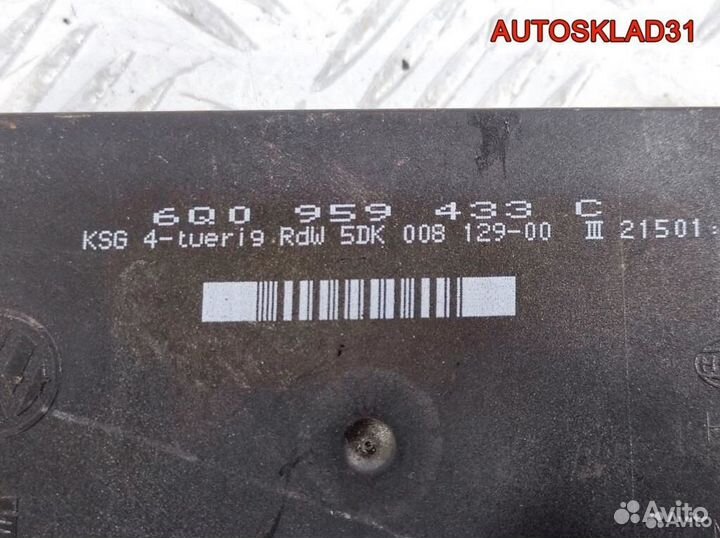 AUTOSKLAD31
6Q0 959 433 C
KSG 4-tuerig RdW 5DK 008 129-00 III 21501
Avito